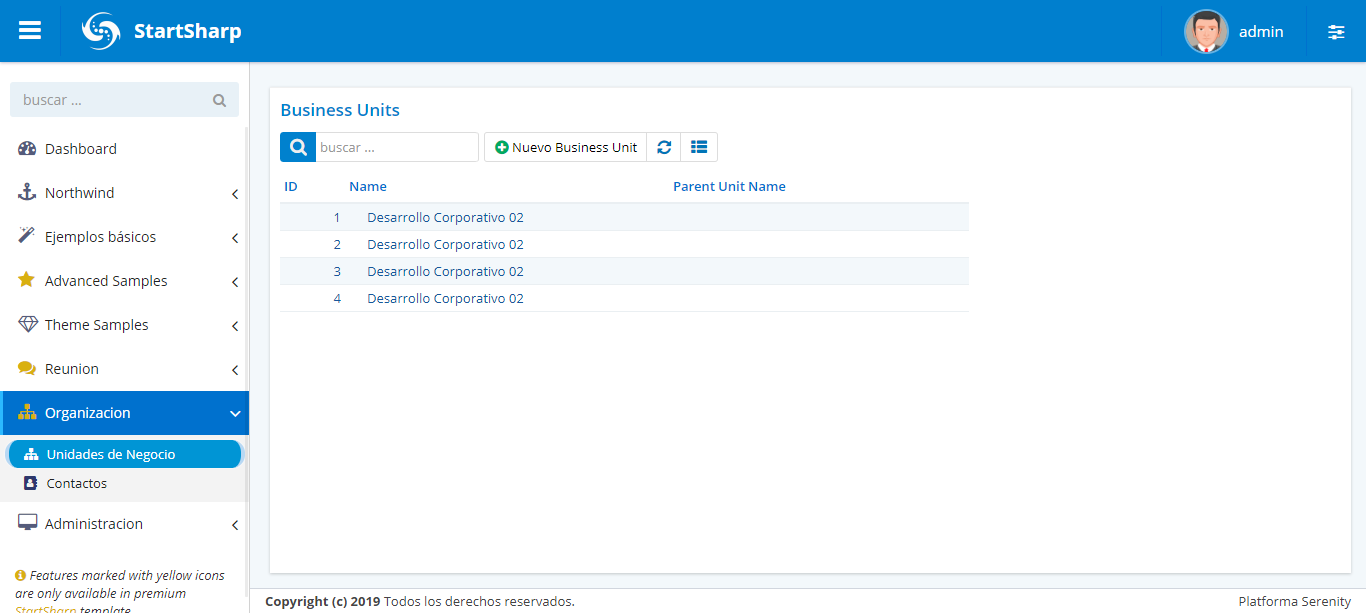 StartSharp
admin
buscar ...
Dashboard
Northwind
Ejemplos básicos
Advanced Samples
Theme Samples
Reunion
Organizacion
Unidades de Negocio
Contactos
Administracion
Features marked with yellow icons
are only available in premium
StartSharp template
Business Units
buscar ...
Nuevo Business Unit
ID Name Parent Unit Name
1 Desarrollo Corporativo 02
2 Desarrollo Corporativo 02
3 Desarrollo Corporativo 02
4 Desarrollo Corporativo 02
Copyright (c) 2019 Todos los derechos reservados.
Platforma Serenity